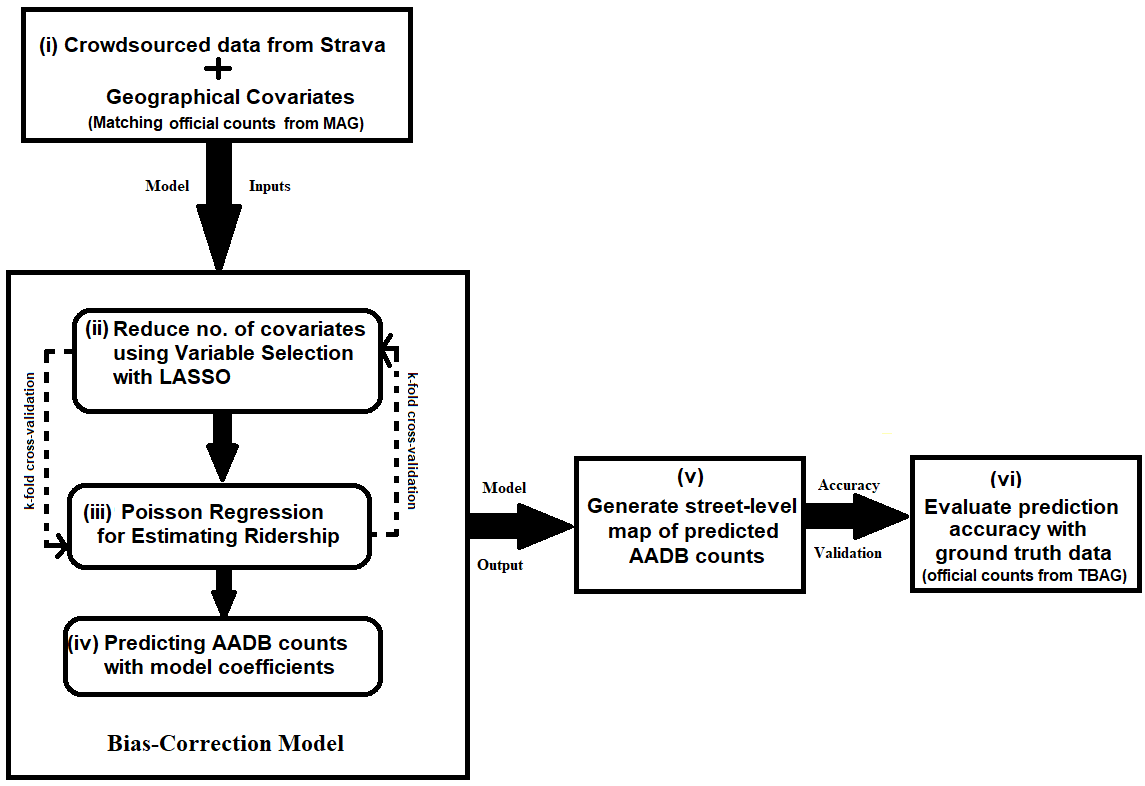 (i) Crowdsourced data from Strava
+
Geographical Covariates
(Matching official counts from MAG)
Model Inputs
(ii) Reduce no. of covariates
using Variable Selection
with LASSO
k-fold cross-validation
k-fold cross-validation
(iii) Poisson Regression
for Estimating Ridership
(iv) Predicting AADB counts
with model coefficients
Bias-Correction Model
Model
Output
(v)
Generate street-level
map of predicted
AADB counts
Accuracy
Validation
(vi)
Evaluate prediction
accuracy with
ground truth data
(official counts from TBAG)